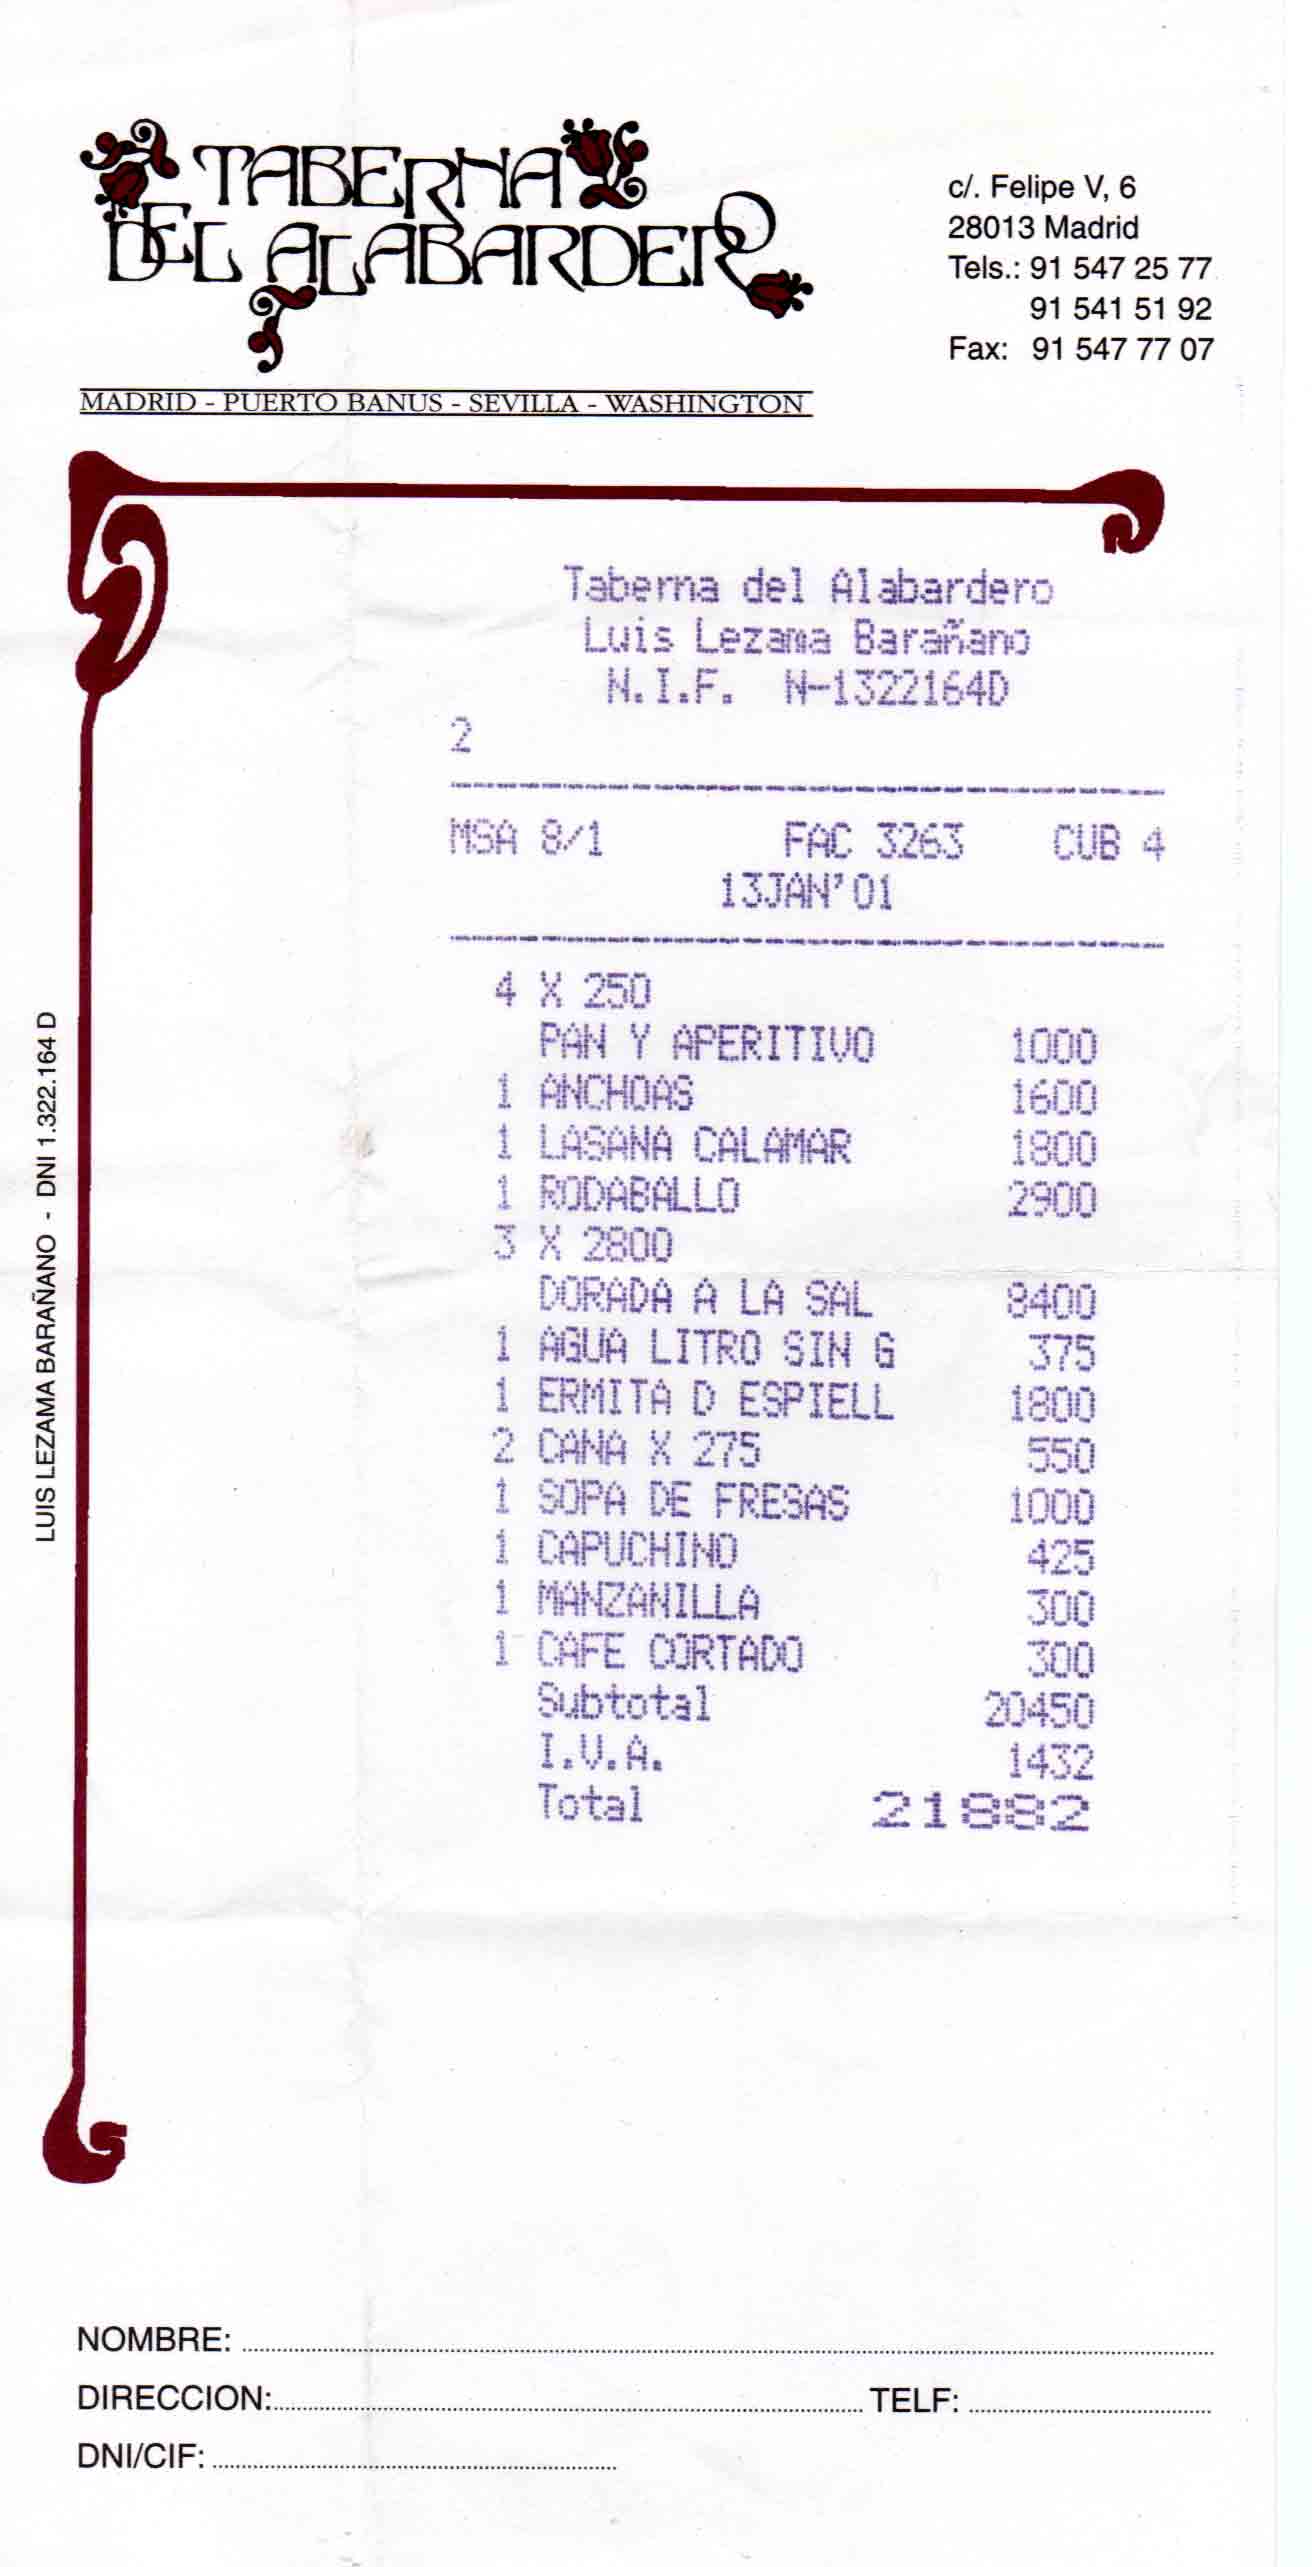 TABERNA
DEL ALABARDERO
MADRID - PUERTO BANUS - SEVILLA - WASHINGTON
c/. Felipe V, 6
28013 Madrid
Tels.: 91 547 25 77
91 541 51 92
Fax: 91 547 77 07
Taberna del Alabardero
Luis Lezama Barañano
N.I.F. N-1322164D
2
MSA 8/1 FAC 3263 CUB 4
13JAN'01
4 X 250
PAN Y APERITIVO 1000
1 ANCHOAS 1600
1 LASANA CALAMAR 1800
1 RODABALLO 2900
3 X 2800
DORADA A LA SAL 8400
1 AGUA LITRO SIN G 375
1 ERMITA D ESPIELL 1800
2 CANA X 275 550
1 SOPA DE FRESAS 1000
1 CAPUCHINO 425
1 MANZANILLA 300
1 CAFE CORTADO 300
Subtotal 20450
I.V.A. 1432
Total 21882
LUIS LEZAMA BARAÑANO - DNI 1.322.164 D
NOMBRE:
DIRECCION: TELF:
DNI/CIF: